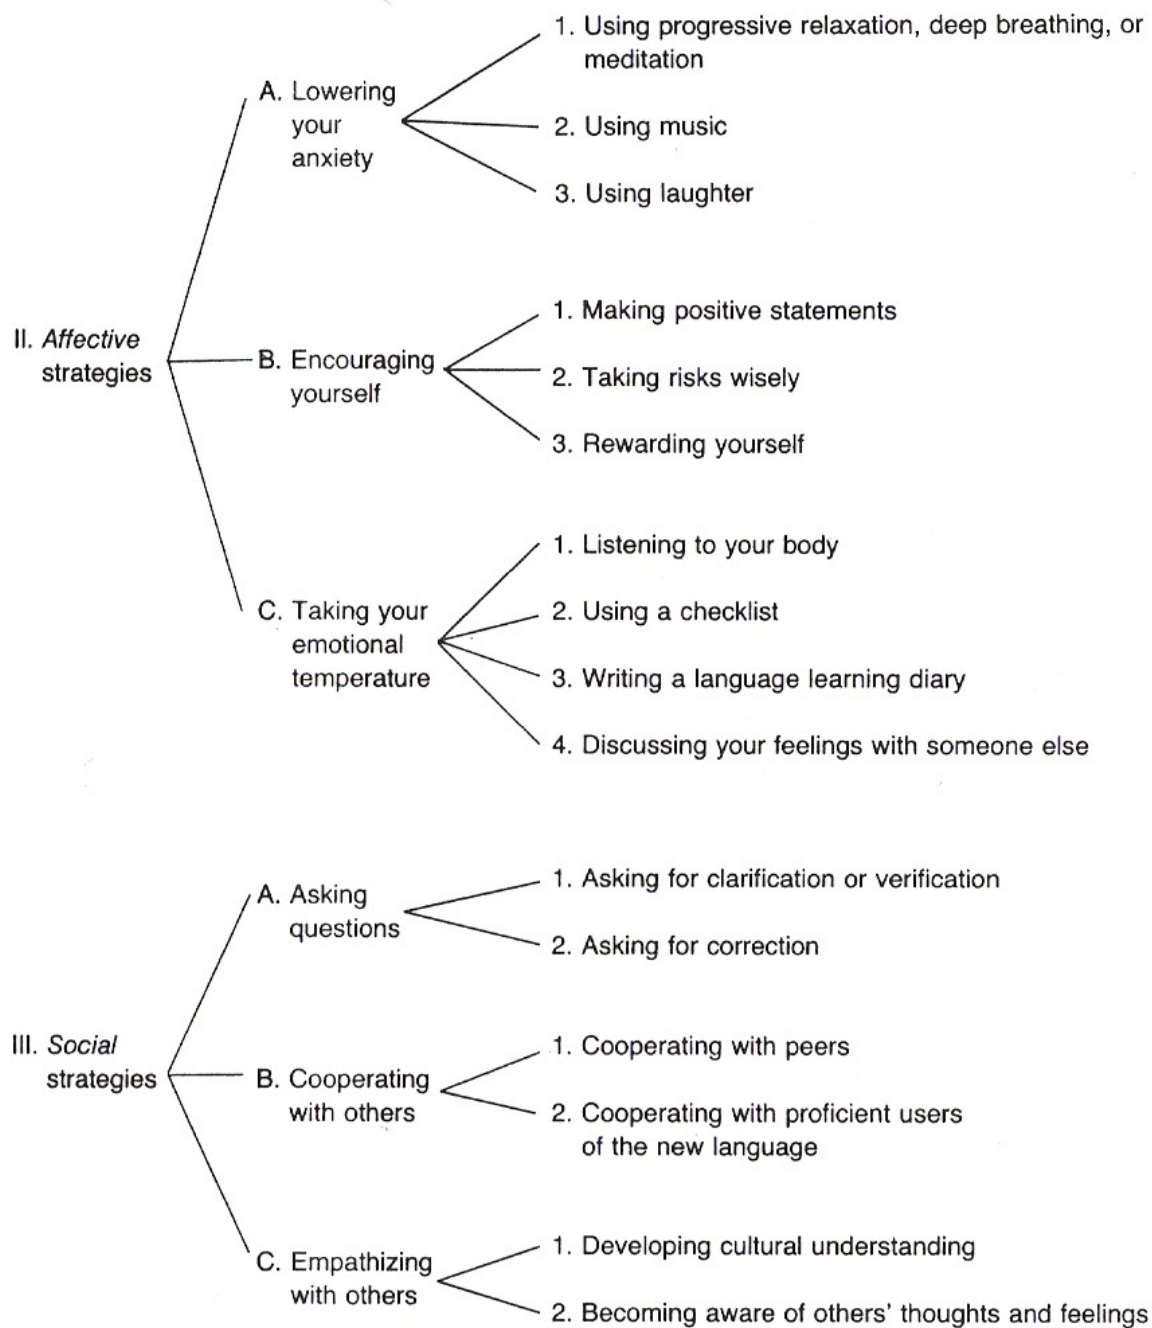 1. Using progressive relaxation, deep breathing, or
meditation
A. Lowering
your
anxiety
2. Using music
3. Using laughter
II. Affective
strategies
B. Encouraging
yourself
1. Making positive statements
2. Taking risks wisely
3. Rewarding yourself
C. Taking your
emotional
temperature
1. Listening to your body
2. Using a checklist
3. Writing a language learning diary
4. Discussing your feelings with someone else
III. Social
strategies
A. Asking
questions
1. Asking for clarification or verification
2. Asking for correction
B. Cooperating
with others
1. Cooperating with peers
2. Cooperating with proficient users
of the new language
C. Empathizing
with others
1. Developing cultural understanding
2. Becoming aware of others' thoughts and feelings